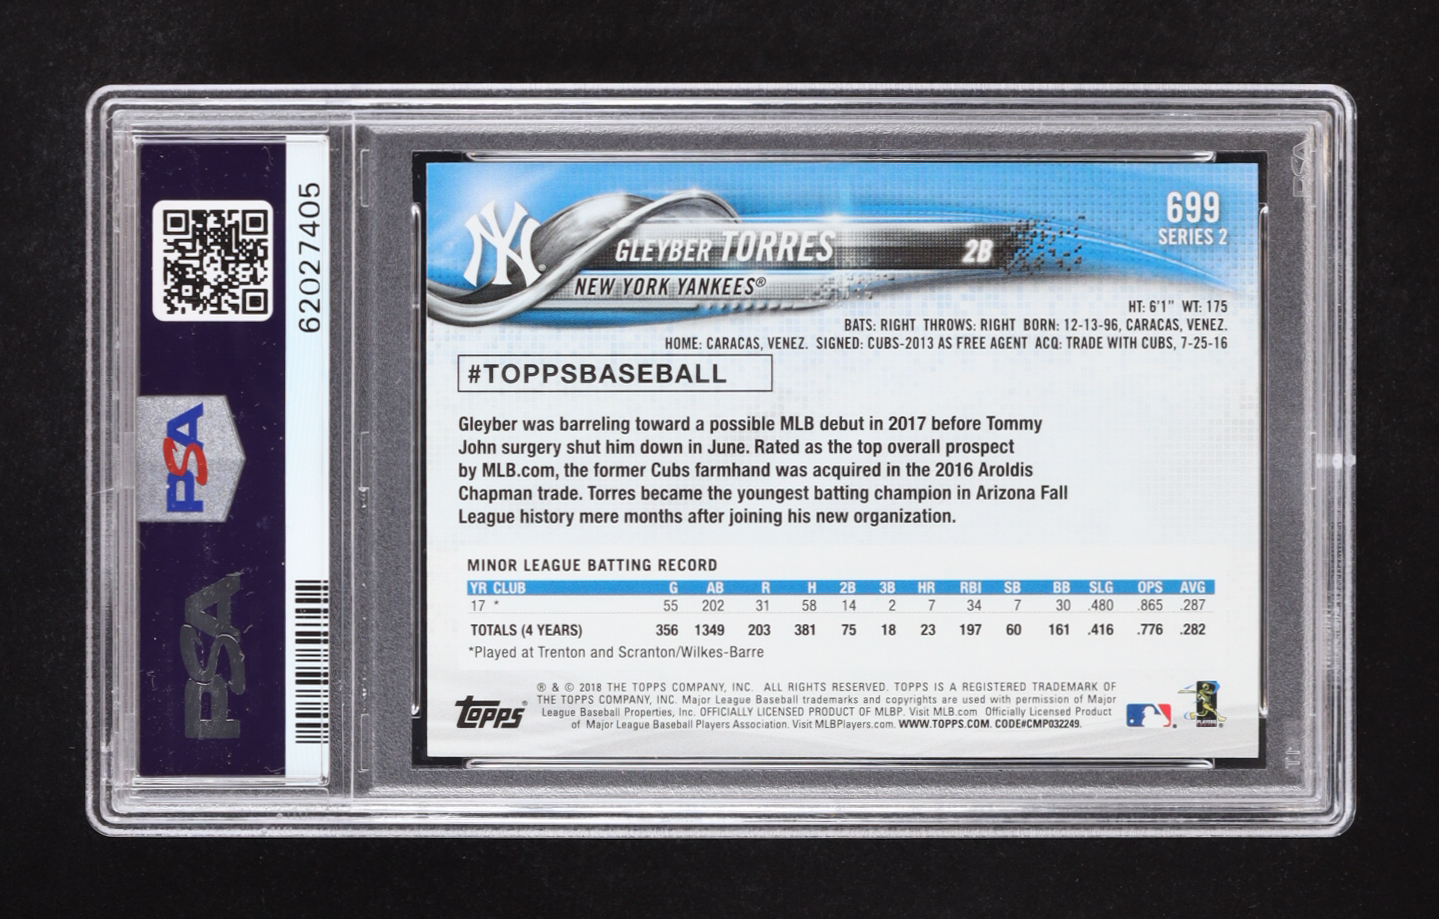 62027405
PSA
PSA
PSA
699
SERIES 2
GLEYBER TORRES 2B
NEW YORK YANKEES®
HT: 6'1" WT: 175
BATS: RIGHT THROWS: RIGHT BORN: 12-13-96, CARACAS, VENEZ.
HOME: CARACAS, VENEZ. SIGNED: CUBS-2013 AS FREE AGENT ACQ: TRADE WITH CUBS, 7-25-16
#TOPPSBASEBALL
Gleyber was barreling toward a possible MLB debut in 2017 before Tommy
John surgery shut him down in June. Rated as the top overall prospect
by MLB.com, the former Cubs farmhand was acquired in the 2016 Aroldis
Chapman trade. Torres became the youngest batting champion in Arizona Fall
League history mere months after joining his new organization.
MINOR LEAGUE BATTING RECORD
YR CLUB G AB R H 2B 3B HR RBI SB BB SLG OPS AVG
17 * 55 202 31 58 14 2 7 34 7 30 .480 .865 .287
TOTALS (4 YEARS) 356 1349 203 381 75 18 23 197 60 161 .416 .776 .282
*Played at Trenton and Scranton/Wilkes-Barre
® & © 2018 THE TOPPS COMPANY, INC. ALL RIGHTS RESERVED. TOPPS IS A REGISTERED TRADEMARK OF
THE TOPPS COMPANY, INC. Major League Baseball trademarks and copyrights are used with permission of Major
League Baseball Properties, Inc. OFFICIALLY LICENSED PRODUCT OF MLBP. Visit MLB.com Officially Licensed Product
of Major League Baseball Players Association. Visit MLBPlayers.com. WWW.TOPPS.COM. CODE#CMP032249.
Topps®